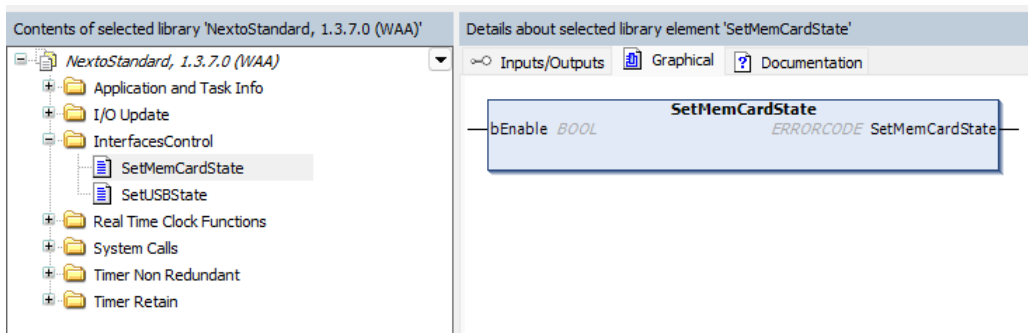 Contents of selected library 'NextoStandard, 1.3.7.0 (WAA)'
NextoStandard, 1.3.7.0 (WAA)
Application and Task Info
I/O Update
InterfacesControl
SetMemCardState
SetUSBState
Real Time Clock Functions
System Calls
Timer Non Redundant
Timer Retain
Details about selected library element 'SetMemCardState'
Inputs/Outputs Graphical Documentation
SetMemCardState
bEnable BOOL ERRORCODE SetMemCardState